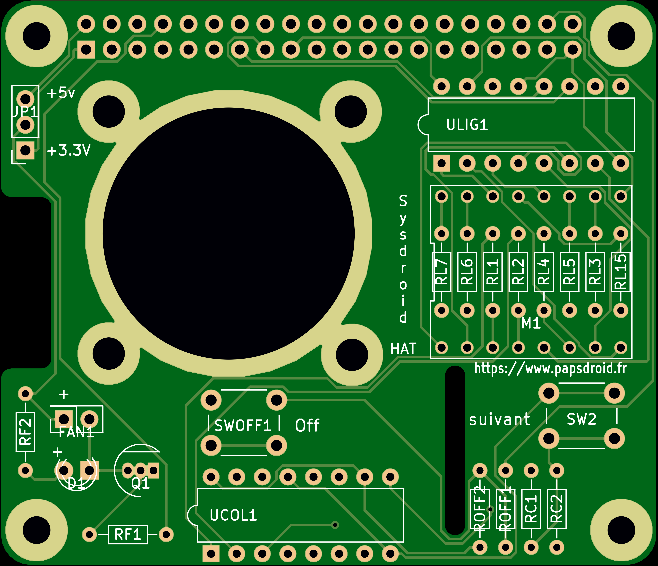 +5v
JP1
+3.3V
ULIG1
Sysdroid
RL7
RL6
RL1
RL2
RL4
RL5
RL3
RL15
M1
HAT
https://www.papsdroid.fr
+
FAN1
RF2
SWOFF1
Off
suivant
SW2
+
D1
Q1
UCOL1
ROFF2
ROFF1
RC1
RC2
RF1